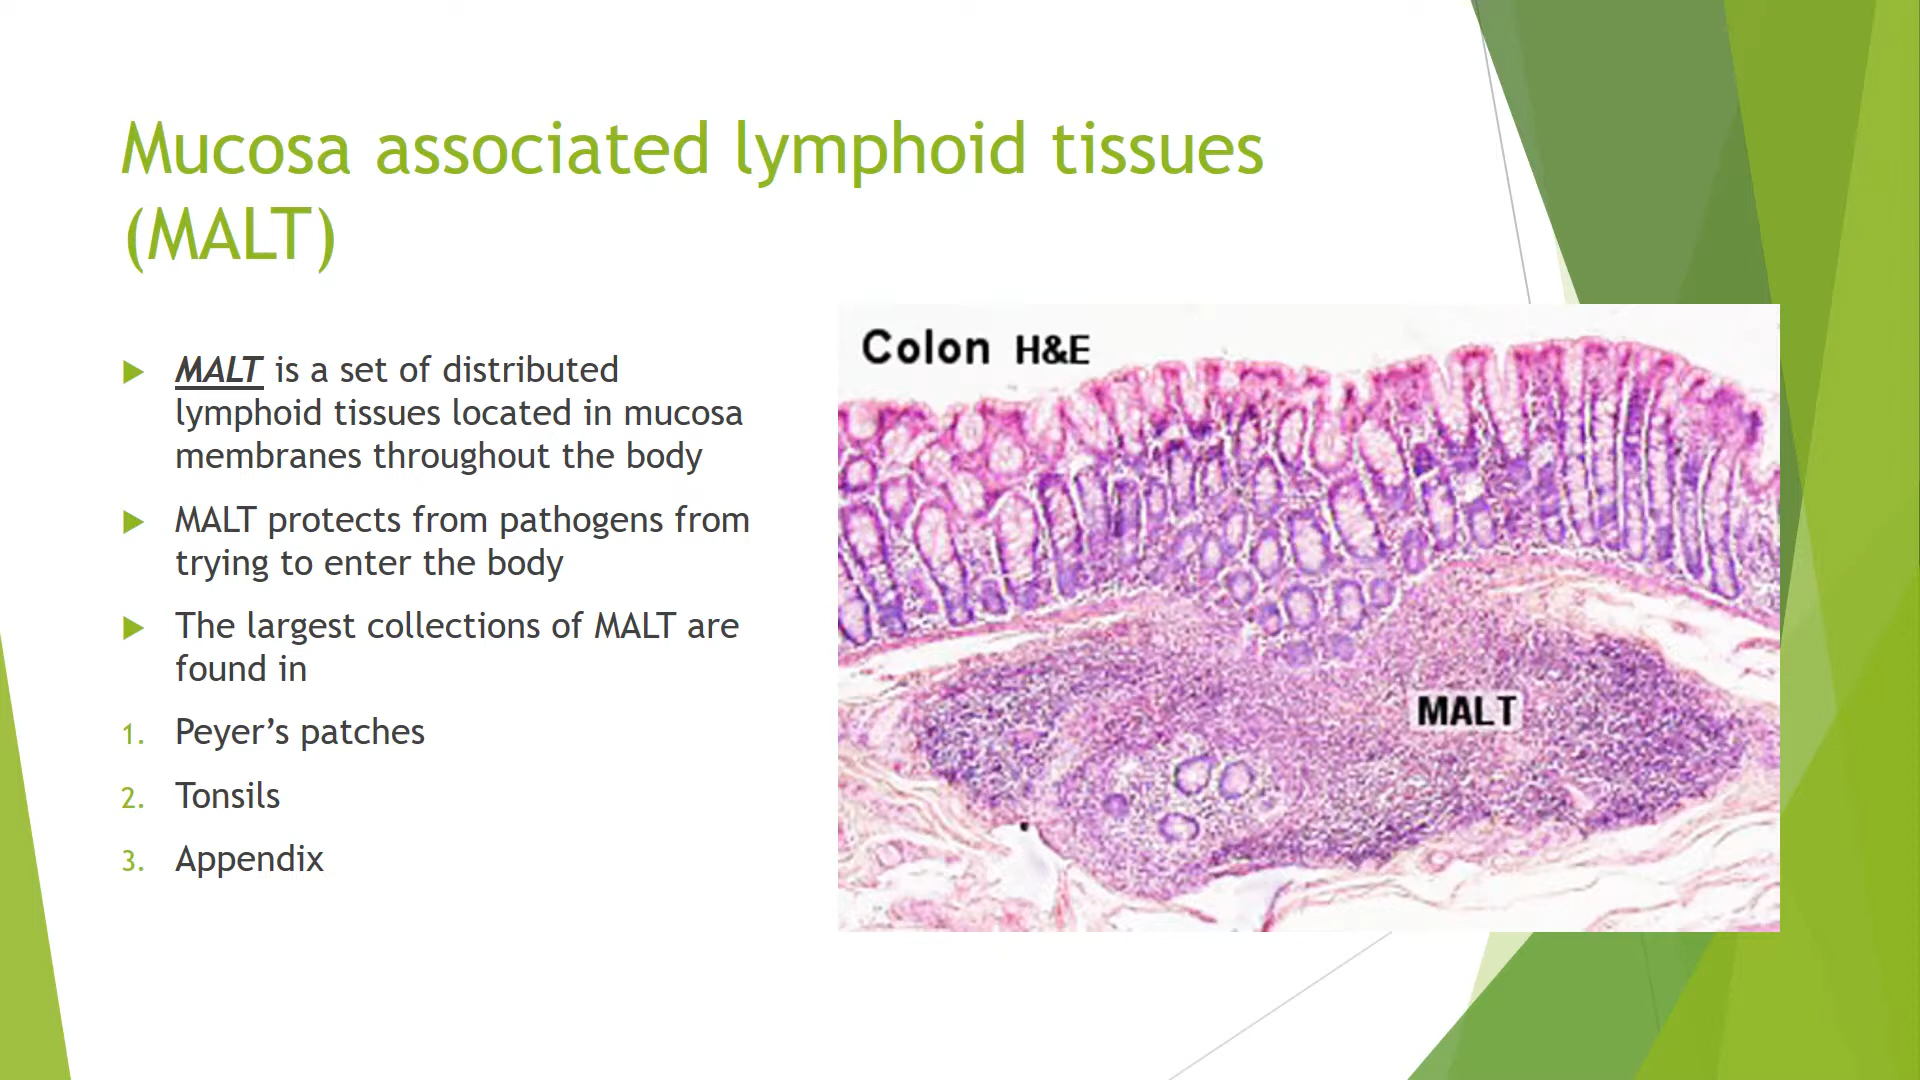 Mucosa associated lymphoid tissues
(MALT)
MALT is a set of distributed
lymphoid tissues located in mucosa
membranes throughout the body
MALT protects from pathogens from
trying to enter the body
The largest collections of MALT are
found in
1. Peyer’s patches
2. Tonsils
3. Appendix
Colon H&E
MALT